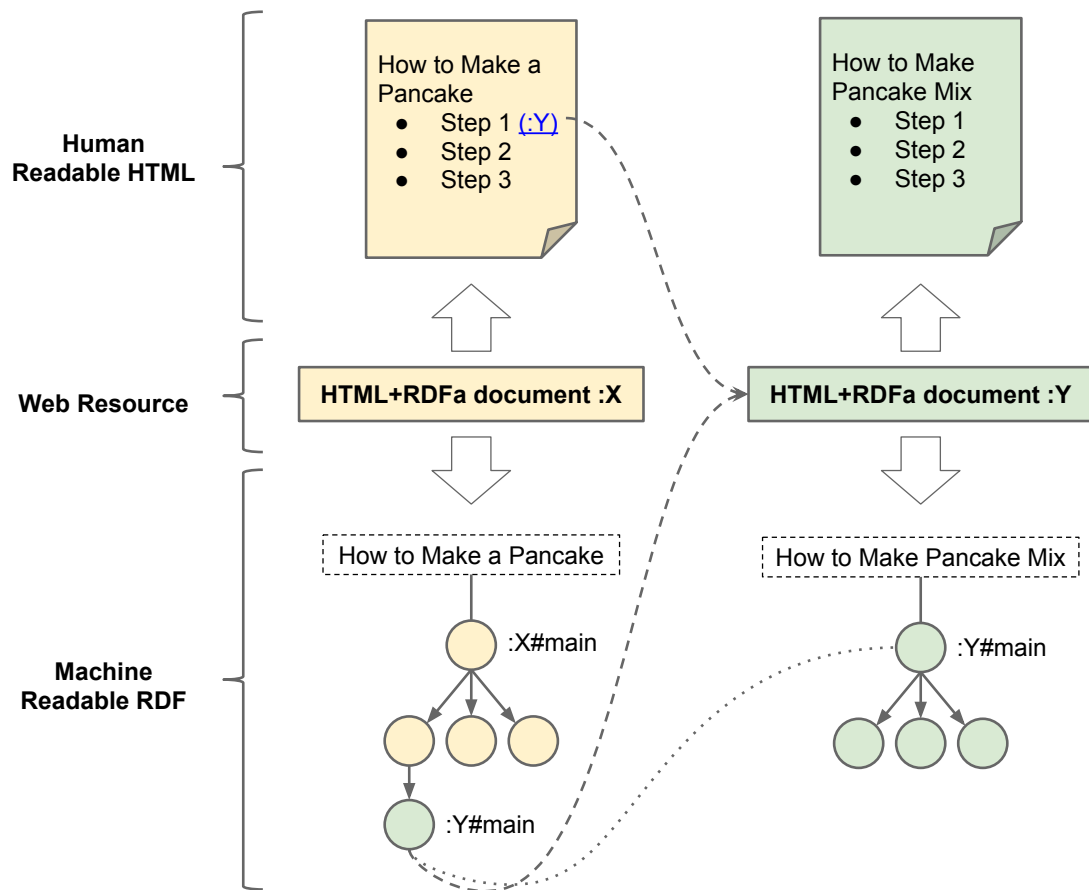 How to Make a
Pancake
● Step 1 (:Y)
● Step 2
● Step 3
How to Make
Pancake Mix
● Step 1
● Step 2
● Step 3
Human
Readable HTML
Web Resource
HTML+RDFa document :X
HTML+RDFa document :Y
How to Make a Pancake
How to Make Pancake Mix
:X#main
:Y#main
Machine
Readable RDF
:Y#main